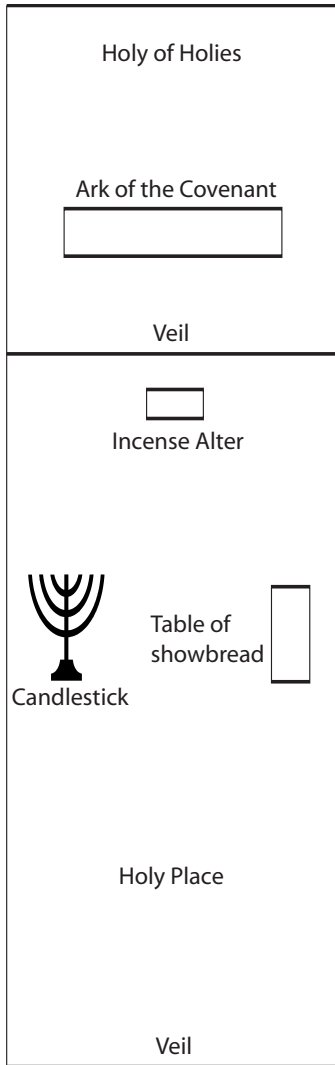 Holy of Holies
Ark of the Covenant
Veil
Incense Alter
Table of
showbread
Candlestick
Holy Place
Veil